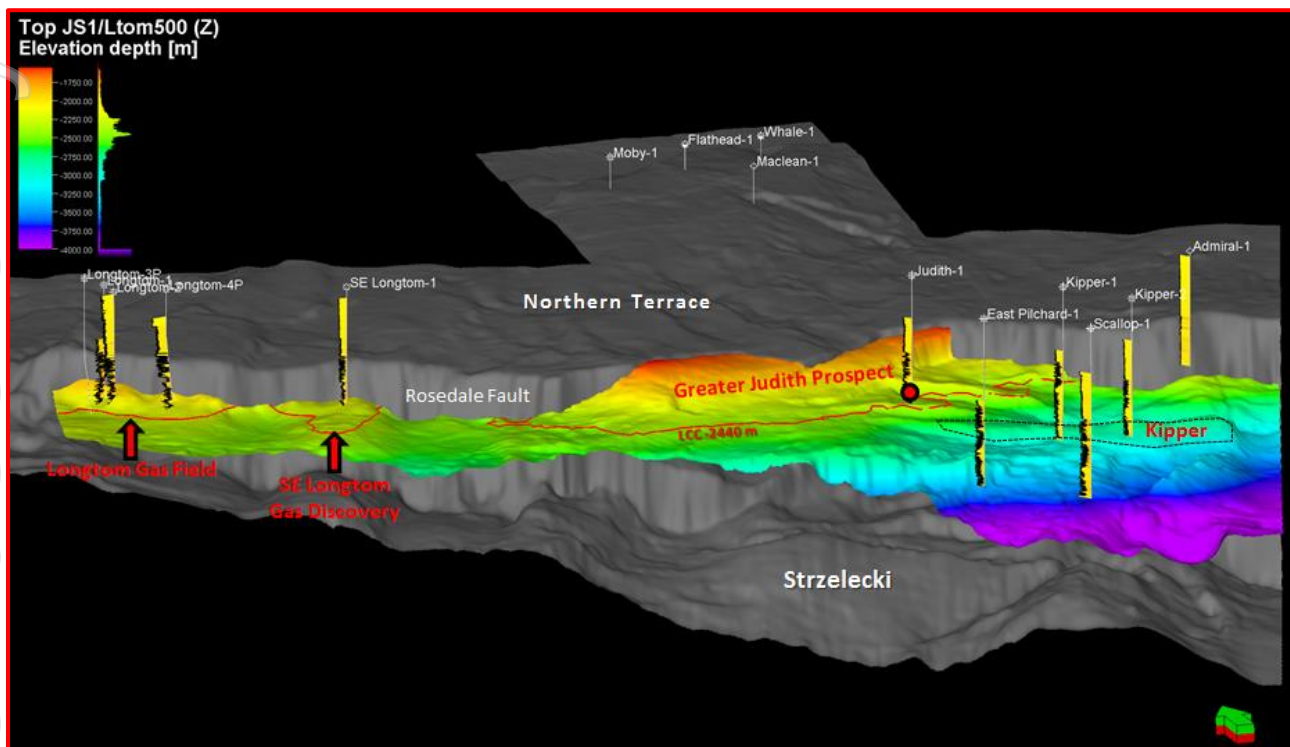 Top JS1/Ltom500 (Z)
Elevation depth [m]
-1750.00
-2000.00
-2250.00
-2500.00
-2750.00
-3000.00
-3250.00
-3500.00
-3750.00
-4000.00
Moby-1
Flathead-1
Whale-1
Maclean-1
Admiral-1
Longtom-3P
Longtom-4P
SE Longtom-1
Northern Terrace
Judith-1
Kipper-1
Kipper-2
East Pilchard-1
Scallop-1
Rosedale Fault
Greater Judith Prospect
LCC -2440 m
Kipper
Longtom Gas Field
SE Longtom
Gas Discovery
Strzelecki